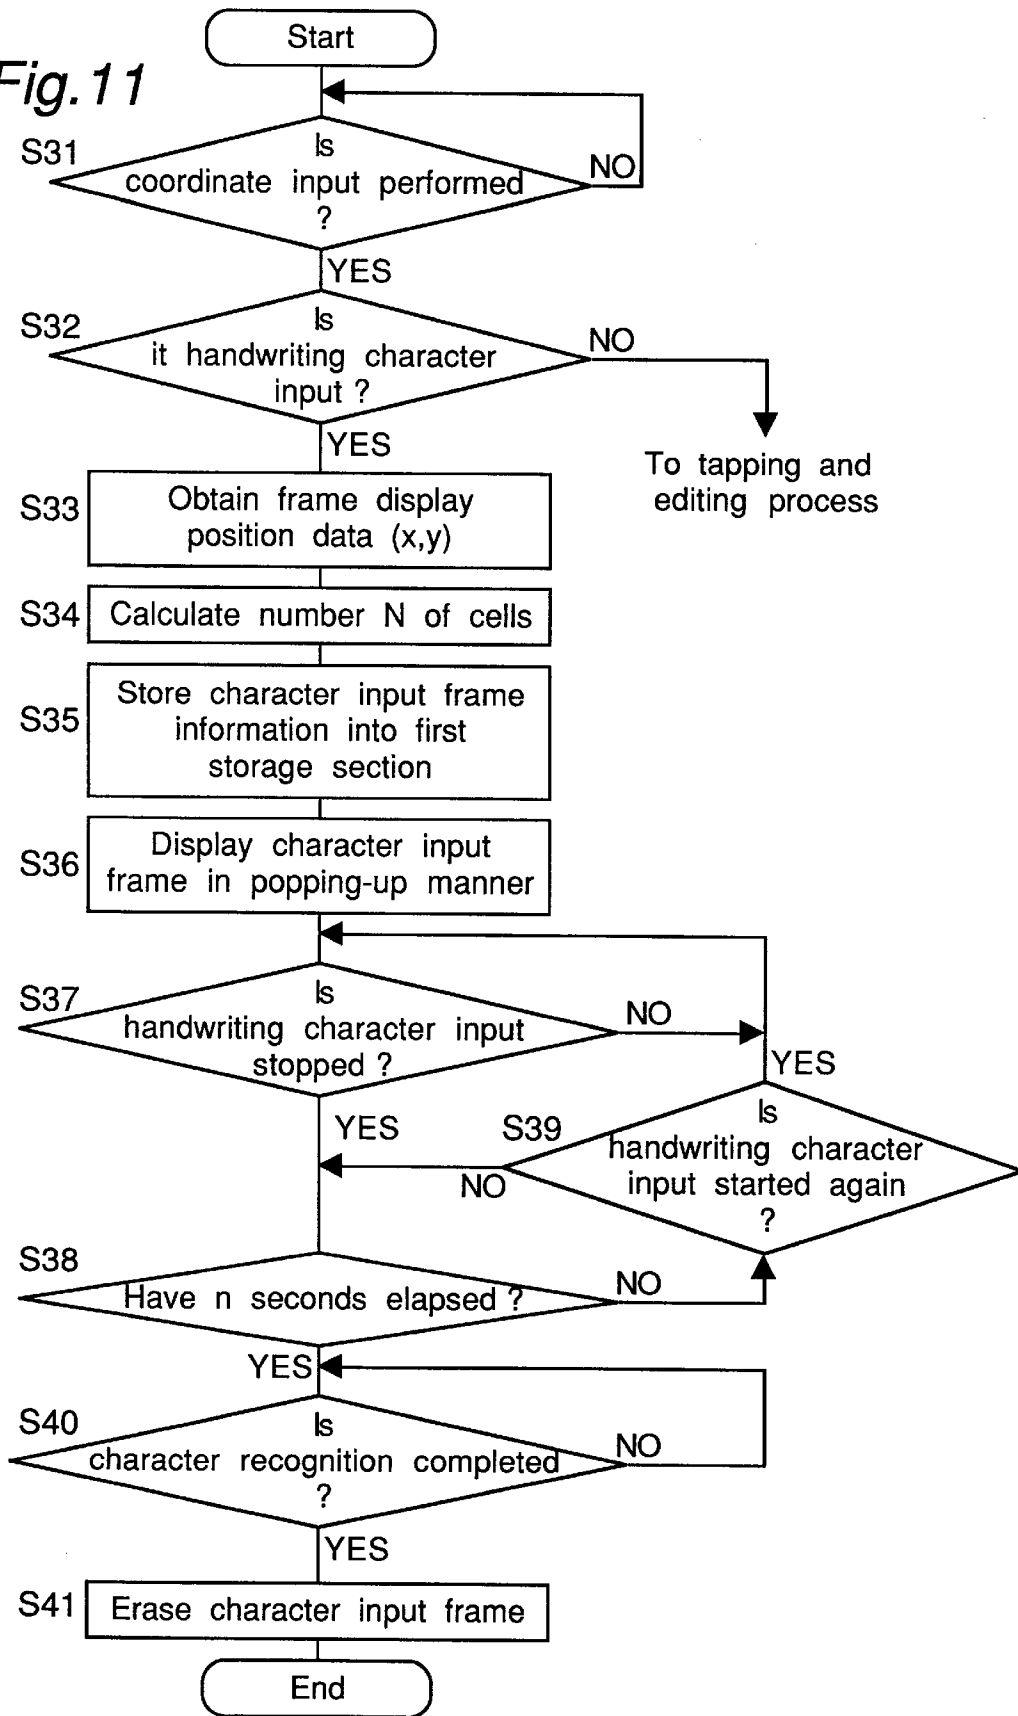 Start
Fig.11
S31
Is
coordinate input performed
?
NO
YES
S32
Is
it handwriting character
input ?
NO
YES
To tapping and
editing process
S33
Obtain frame display
position data (x,y)
S34
Calculate number N of cells
S35
Store character input frame
information into first
storage section
S36
Display character input
frame in popping-up manner
S37
Is
handwriting character input
stopped ?
NO
YES
YES
S39
Is
handwriting character
input started again
?
NO
S38
Have n seconds elapsed ?
NO
YES
S40
Is
character recognition completed
?
NO
YES
S41
Erase character input frame
End